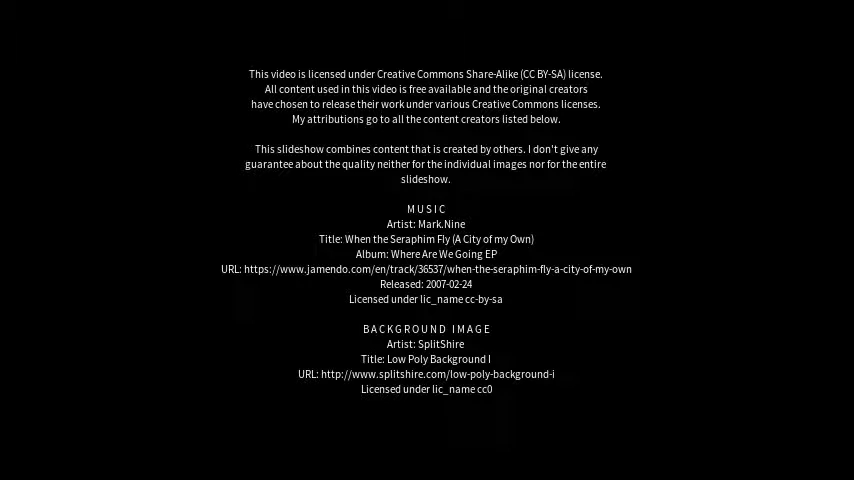 This video is licensed under Creative Commons Share-Alike (CC BY-SA) license.
All content used in this video is free available and the original creators
have chosen to release their work under various Creative Commons licenses.
My attributions go to all the content creators listed below.
This slideshow combines content that is created by others. I don't give any
guarantee about the quality neither for the individual images nor for the entire
slideshow.
MUSIC
Artist: Mark.Nine
Title: When the Seraphim Fly (A City of my Own)
Album: Where Are We Going EP
URL: https://www.jamendo.com/en/track/36537/when-the-seraphim-fly-a-city-of-my-own
Released: 2007-02-24
Licensed under lic_name cc-by-sa
BACKGROUND IMAGE
Artist: SplitShire
Title: Low Poly Background I
URL: http://www.splitshire.com/low-poly-background-i
Licensed under lic_name cc0